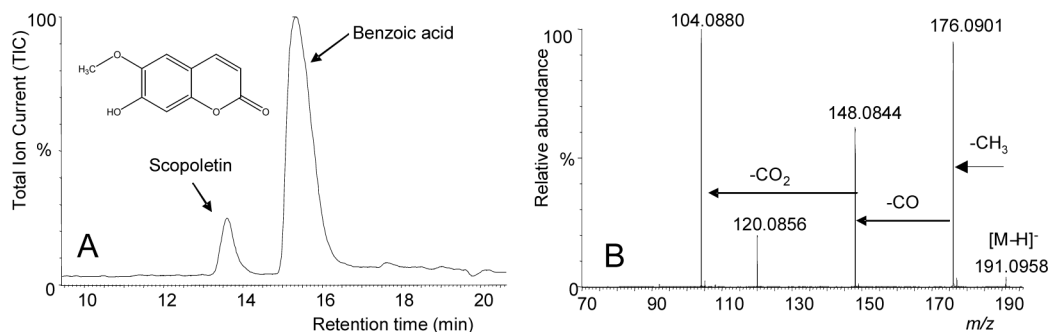 Total Ion Current (TIC)
100
%
0
H₃C
O
HO
O
O
Scopoletin
Benzoic acid
A
10 12 14 16 18 20
Retention time (min)
Relative abundance
100
%
0
104.0880
176.0901
148.0844
-CH₃
-CO₂
-CO
120.0856
[M-H]⁻
191.0958
B
70 90 110 130 150 170 190
m/z